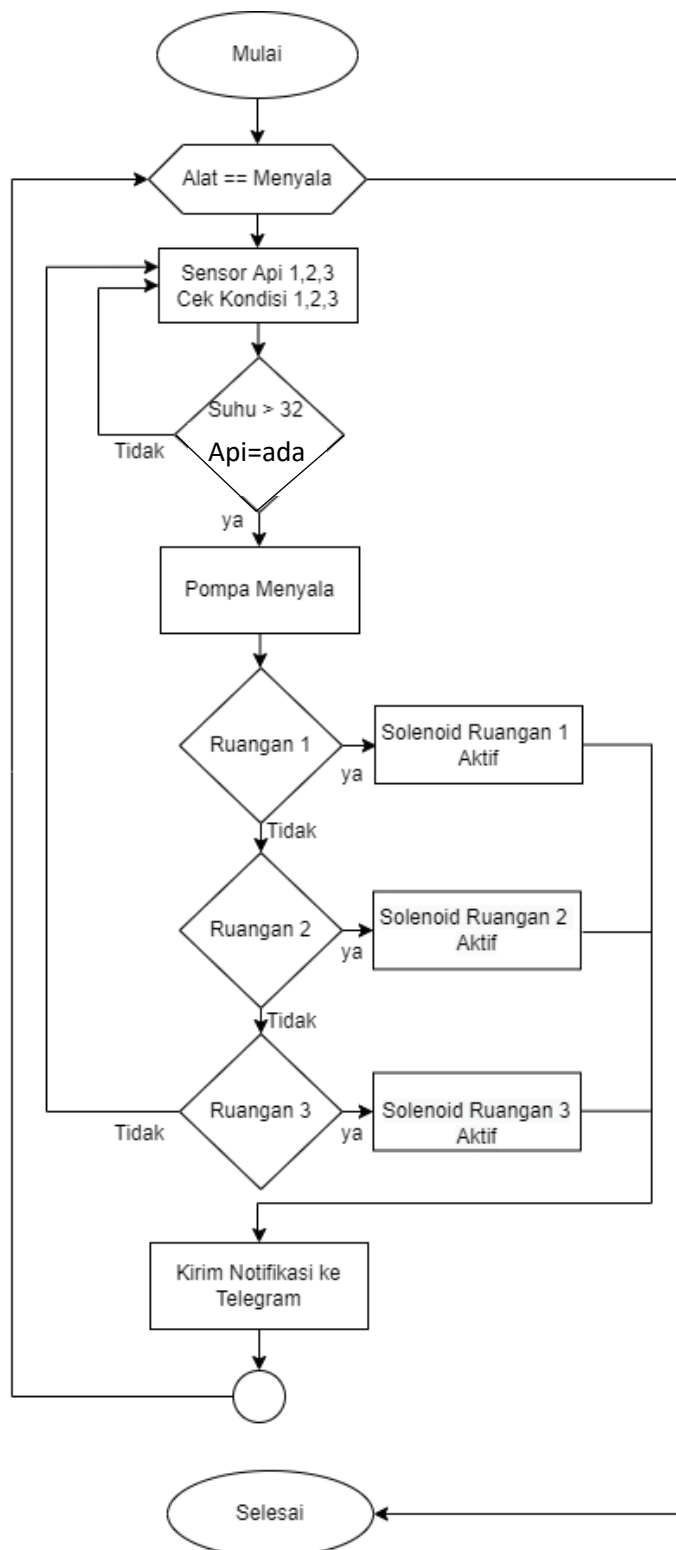 Mulai
Alat == Menyala
Sensor Api 1,2,3
Cek Kondisi 1,2,3
Suhu > 32
Api=ada
Tidak
ya
Pompa Menyala
Ruangan 1
ya
Solenoid Ruangan 1
Aktif
Tidak
Ruangan 2
ya
Solenoid Ruangan 2
Aktif
Tidak
Ruangan 3
Tidak
ya
Solenoid Ruangan 3
Aktif
Kirim Notifikasi ke
Telegram
Selesai